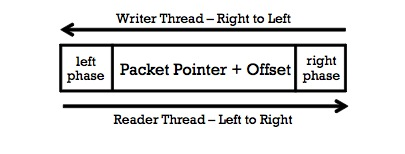 Writer Thread – Right to Left
left
phase
Packet Pointer + Offset
right
phase
Reader Thread – Left to Right